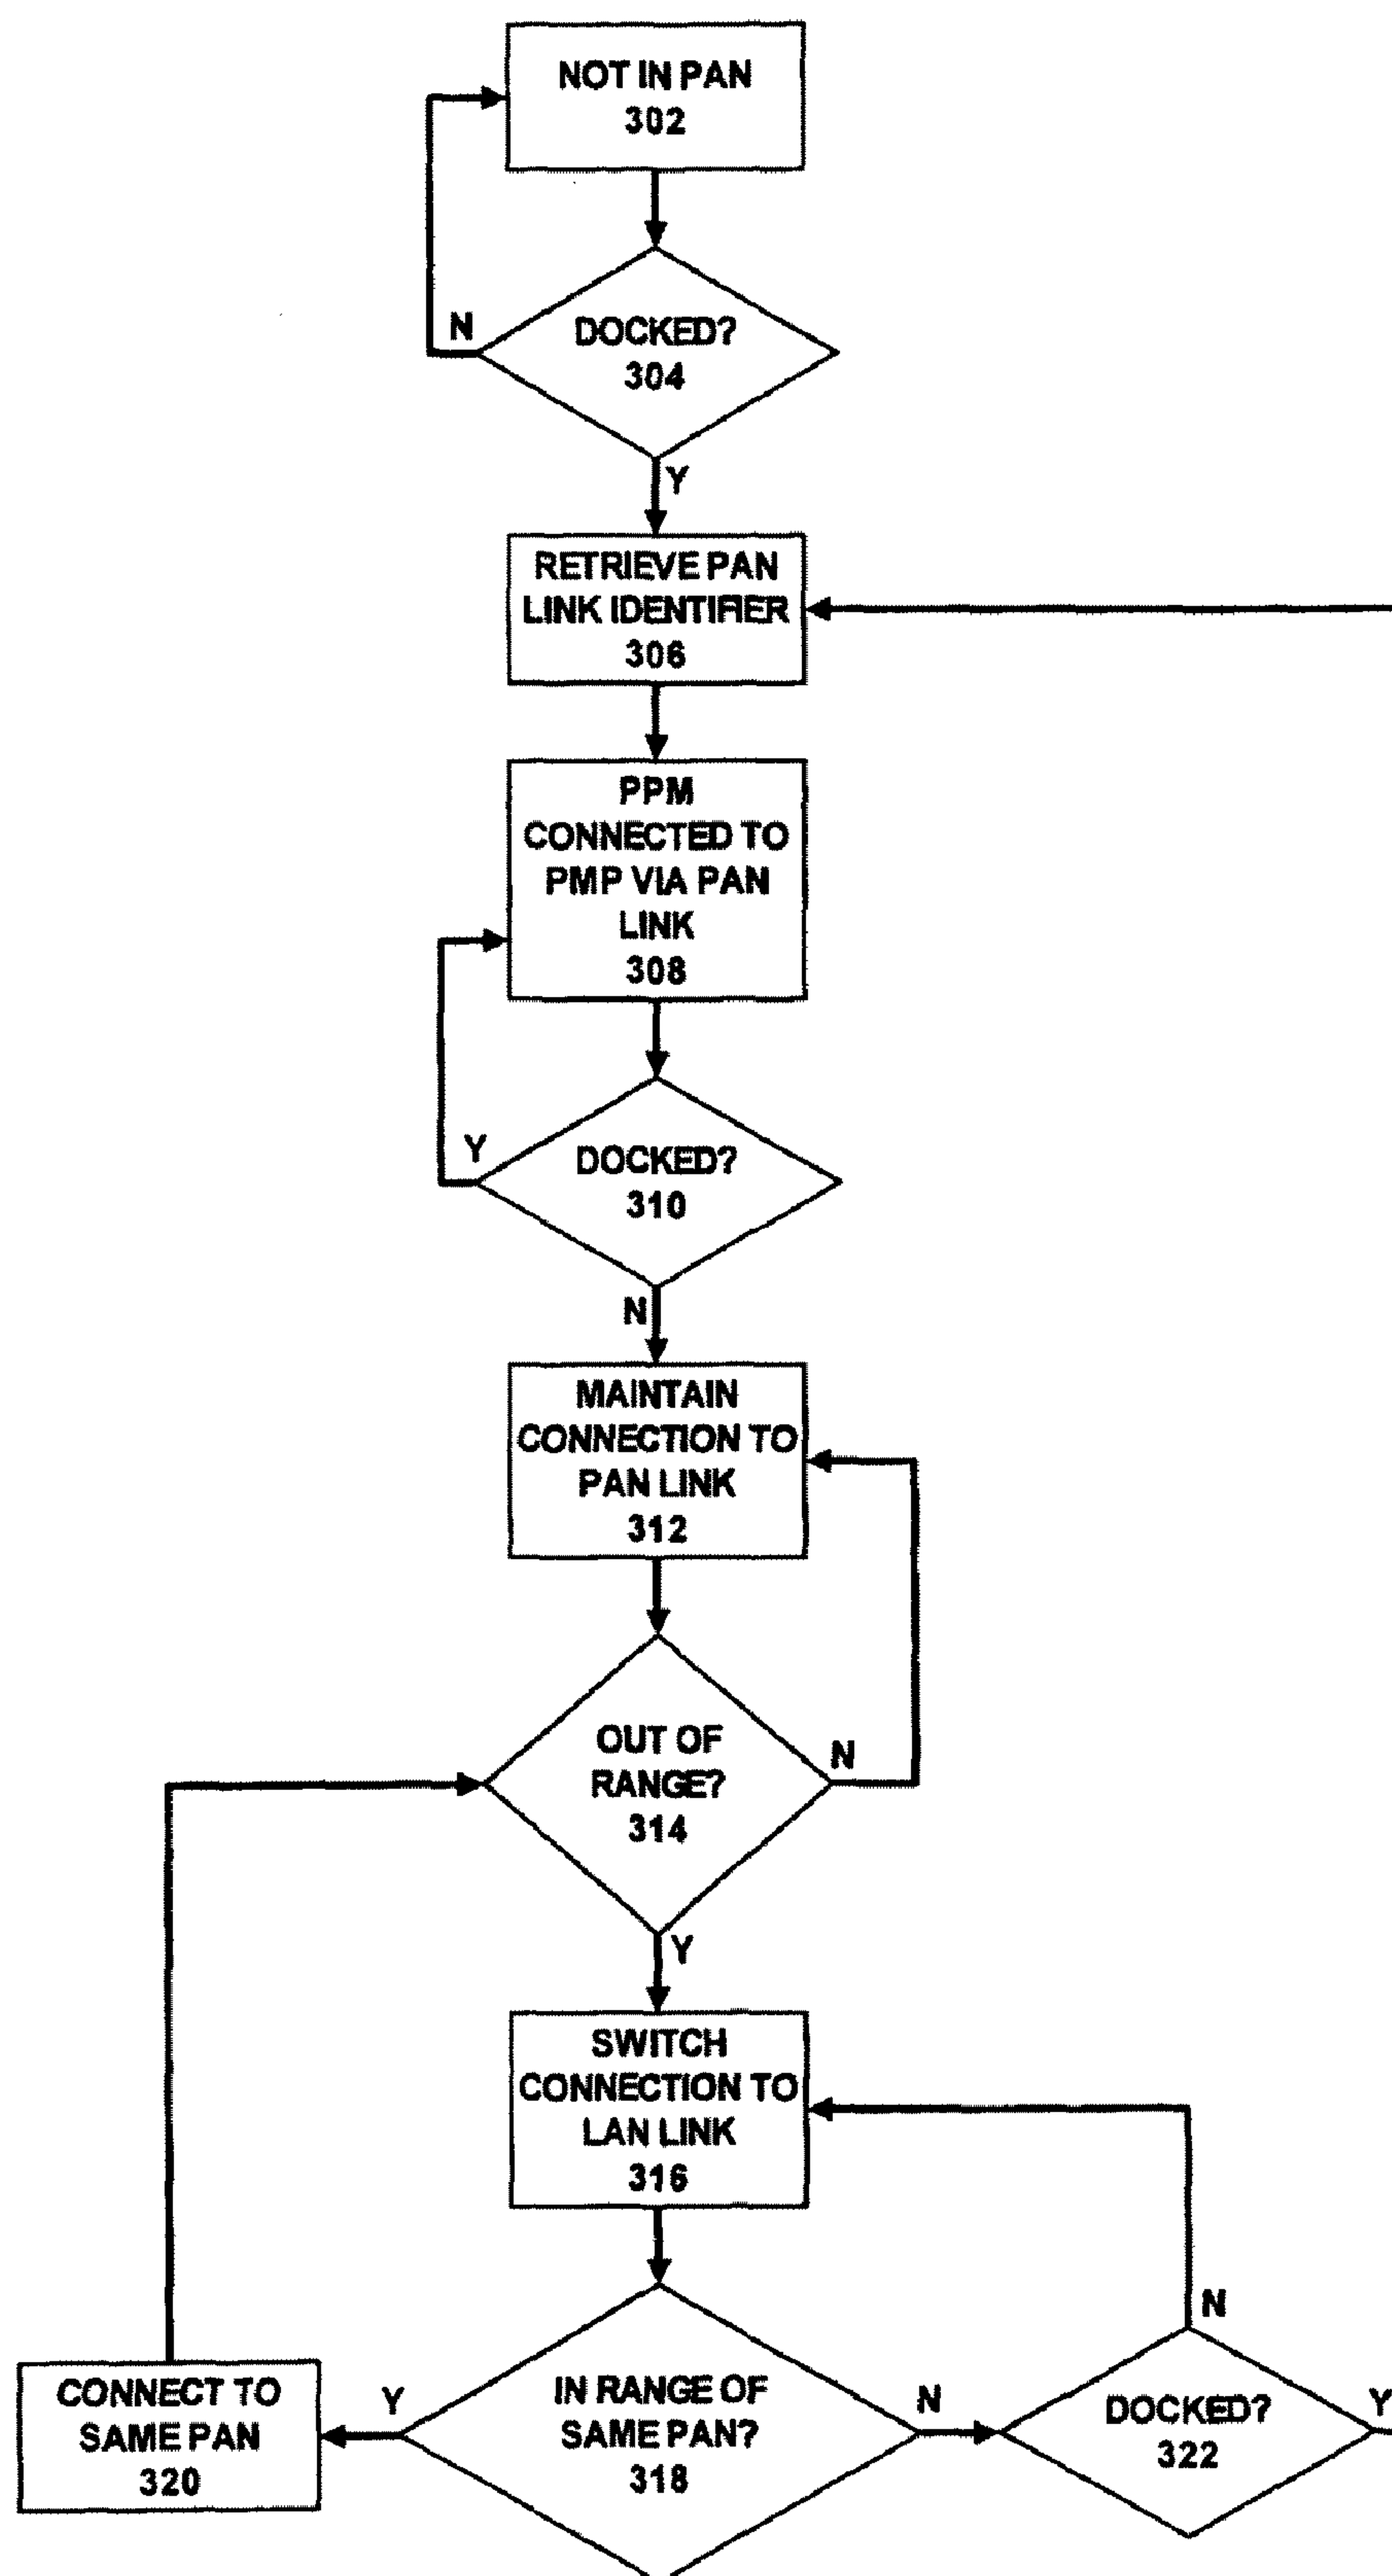 NOT IN PAN
302
DOCKED?
304
N
Y
RETRIEVE PAN
LINK IDENTIFIER
306
PPM
CONNECTED TO
PMP VIA PAN
LINK
308
DOCKED?
310
Y
N
MAINTAIN
CONNECTION TO
PAN LINK
312
OUT OF
RANGE?
314
N
Y
SWITCH
CONNECTION TO
LAN LINK
316
IN RANGE OF
SAME PAN?
318
Y
N
CONNECT TO
SAME PAN
320
DOCKED?
322
N
Y